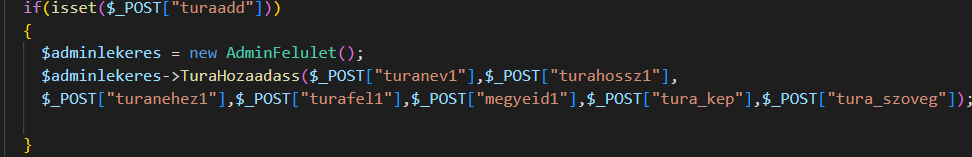 if(isset($_POST["turaadd"]))
{
$adminlekeres = new AdminFelulet();
$adminlekeres->TuraHozaadass($_POST["turanev1"],$_POST["turahossz1"],
$_POST["turanehez1"],$_POST["turafel1"],$_POST["megyeid1"],$_POST["tura_kep"],$_POST["tura_szoveg"]);
}